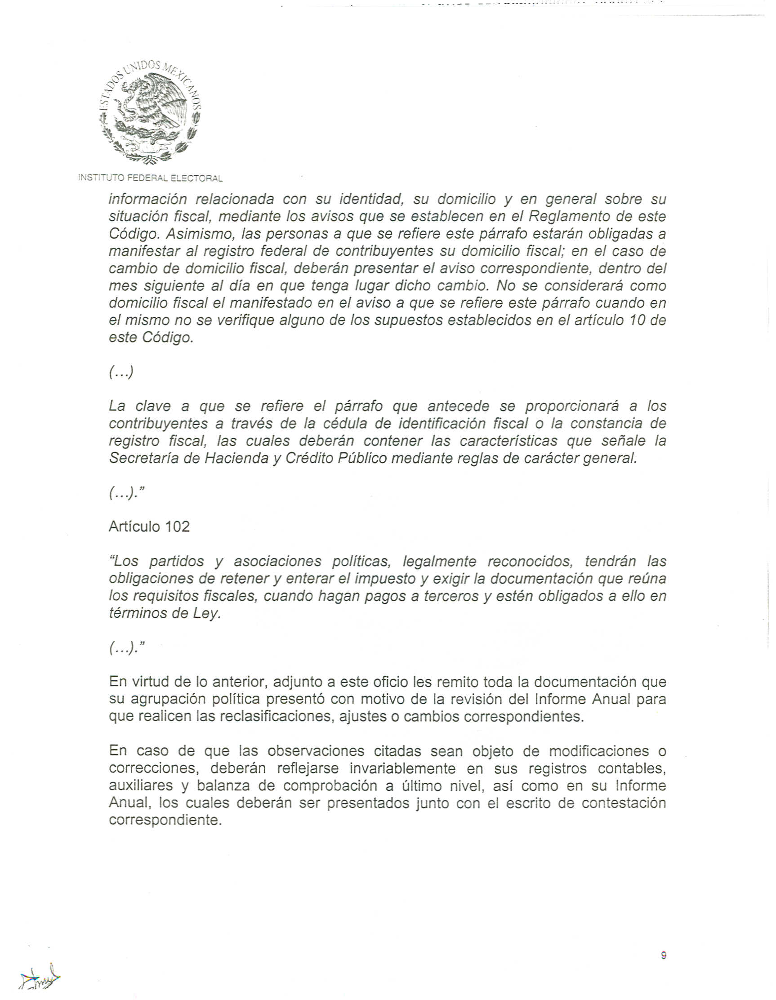 ESTADOS UNIDOS MEXICANOS
INSTITUTO FEDERAL ELECTORAL
información relacionada con su identidad, su domicilio y en general sobre su
situación fiscal, mediante los avisos que se establecen en el Reglamento de este
Código. Asimismo, las personas a que se refiere este párrafo estarán obligadas a
manifestar al registro federal de contribuyentes su domicilio fiscal; en el caso de
cambio de domicilio fiscal, deberán presentar el aviso correspondiente, dentro del
mes siguiente al día en que tenga lugar dicho cambio. No se considerará como
domicilio fiscal el manifestado en el aviso a que se refiere este párrafo cuando en
el mismo no se verifique alguno de los supuestos establecidos en el artículo 10 de
este Código.
(...)
La clave a que se refiere el párrafo que antecede se proporcionará a los
contribuyentes a través de la cédula de identificación fiscal o la constancia de
registro fiscal, las cuales deberán contener las características que señale la
Secretaría de Hacienda y Crédito Público mediante reglas de carácter general.
(...).”
Artículo 102
“Los partidos y asociaciones políticas, legalmente reconocidos, tendrán las
obligaciones de retener y enterar el impuesto y exigir la documentación que reúna
los requisitos fiscales, cuando hagan pagos a terceros y estén obligados a ello en
términos de Ley.
(...).”
En virtud de lo anterior, adjunto a este oficio les remito toda la documentación que
su agrupación política presentó con motivo de la revisión del Informe Anual para
que realicen las reclasificaciones, ajustes o cambios correspondientes.
En caso de que las observaciones citadas sean objeto de modificaciones o
correcciones, deberán reflejarse invariablemente en sus registros contables,
auxiliares y balanza de comprobación a último nivel, así como en su Informe
Anual, los cuales deberán ser presentados junto con el escrito de contestación
correspondiente.
9